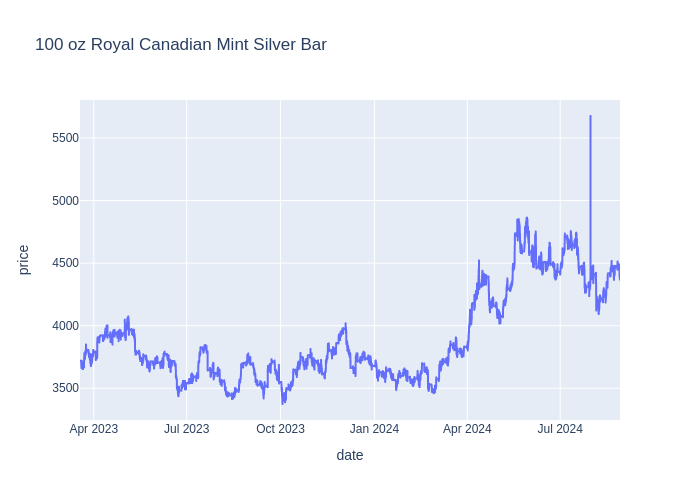 100 oz Royal Canadian Mint Silver Bar
5500
5000
4500
4000
3500
price
Apr 2023
Jul 2023
Oct 2023
Jan 2024
Apr 2024
Jul 2024
date